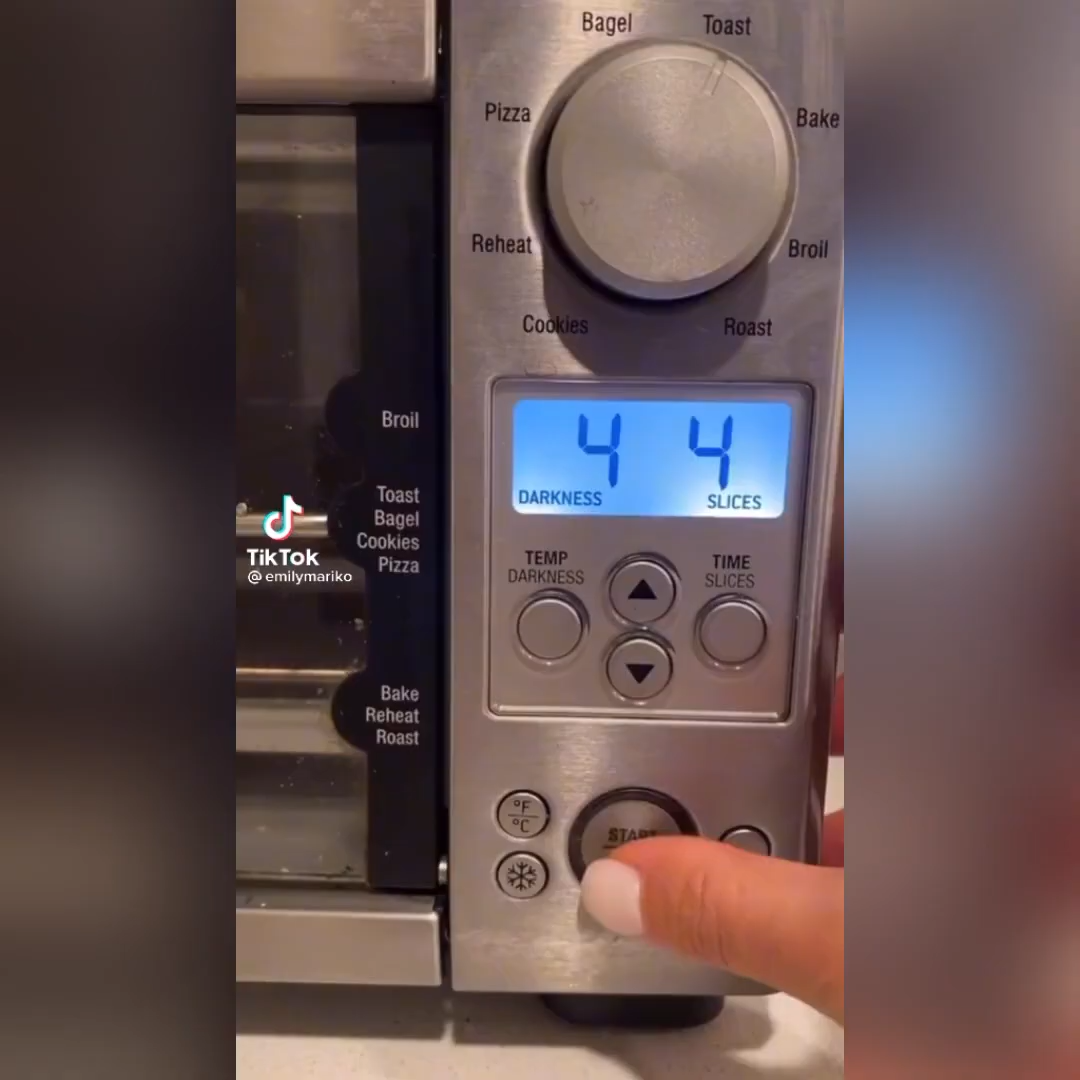 Bagel
Toast
Pizza
Bake
Reheat
Broil
Cookies
Roast
4 4
DARKNESS SLICES
TEMP
DARKNESS
TIME
SLICES
Broil
Toast
Bagel
Cookies
Pizza
Bake
Reheat
Roast
°F
°C
START
TikTok
@emilymariko